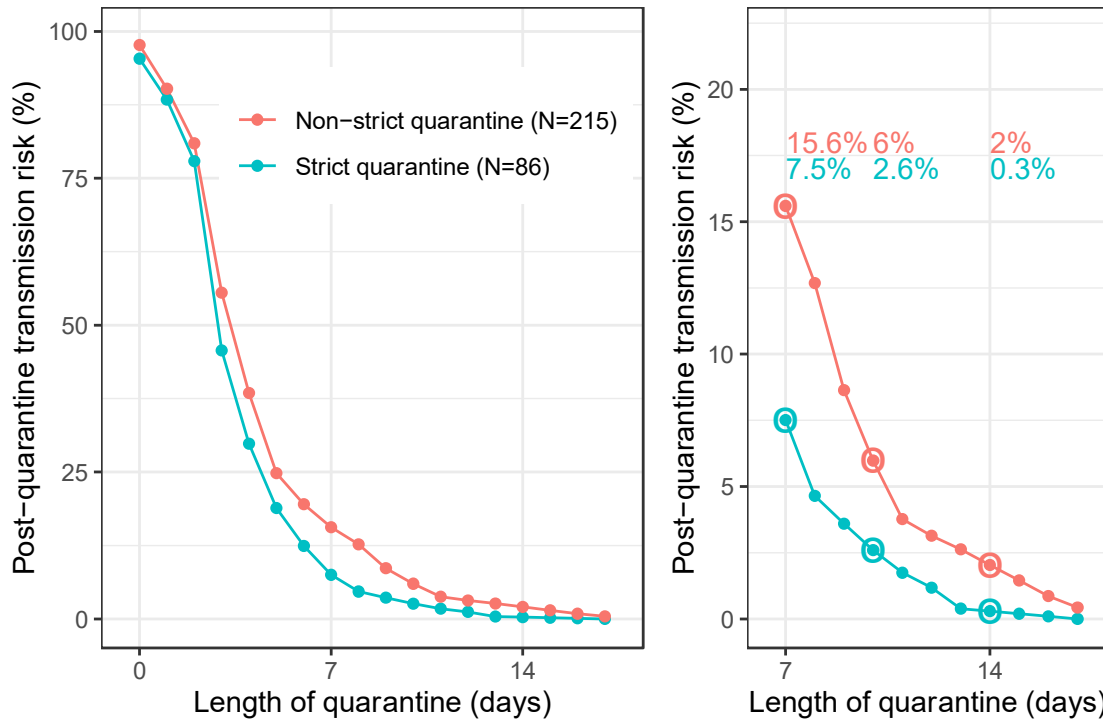 Post−quarantine transmission risk (%)
100
75
50
25
0
Non−strict quarantine (N=215)
Strict quarantine (N=86)
0 7 14
Length of quarantine (days)
Post−quarantine transmission risk (%)
20
15
10
5
0
15.6% 6% 2%
7.5% 2.6% 0.3%
7 14
Length of quarantine (days)